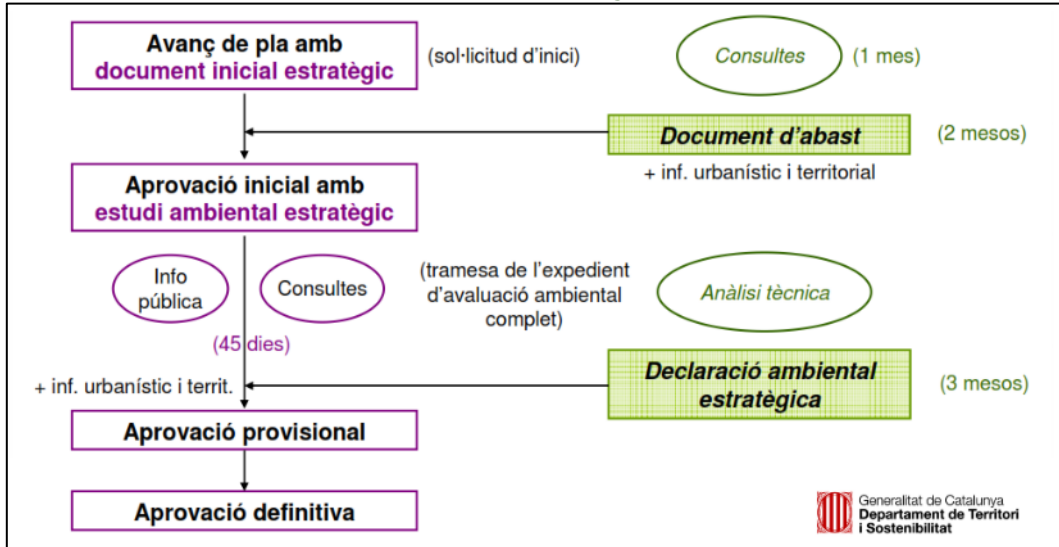 Avanç de pla amb
document inicial estratègic
(sol·licitud d'inici)
Consultes
(1 mes)
Document d'abast
(2 mesos)
+ inf. urbanístic i territorial
Aprovació inicial amb
estudi ambiental estratègic
Info
pública
Consultes
(tramesa de l'expedient
d'avaluació ambiental
complet)
Anàlisi tècnica
(45 dies)
+ inf. urbanístic i territ.
Declaració ambiental
estratègica
(3 mesos)
Aprovació provisional
Aprovació definitiva
Generalitat de Catalunya
Departament de Territori
i Sostenibilitat